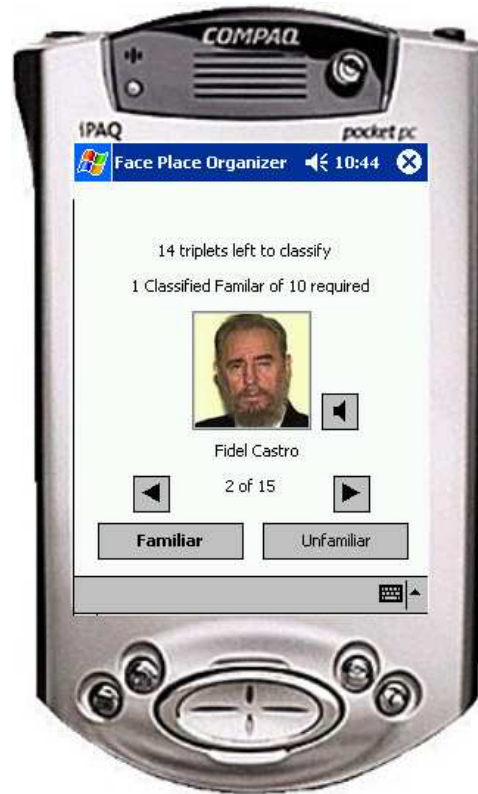 COMPAQ
iPAQ pocket pc
Face Place Organizer 10:44
14 triplets left to classify
1 Classified Familar of 10 required
Fidel Castro
2 of 15
Familiar Unfamiliar